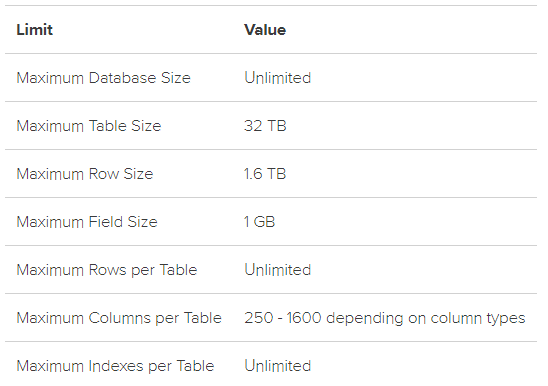 Limit Value
Maximum Database Size Unlimited
Maximum Table Size 32 TB
Maximum Row Size 1.6 TB
Maximum Field Size 1 GB
Maximum Rows per Table Unlimited
Maximum Columns per Table 250 - 1600 depending on column types
Maximum Indexes per Table Unlimited